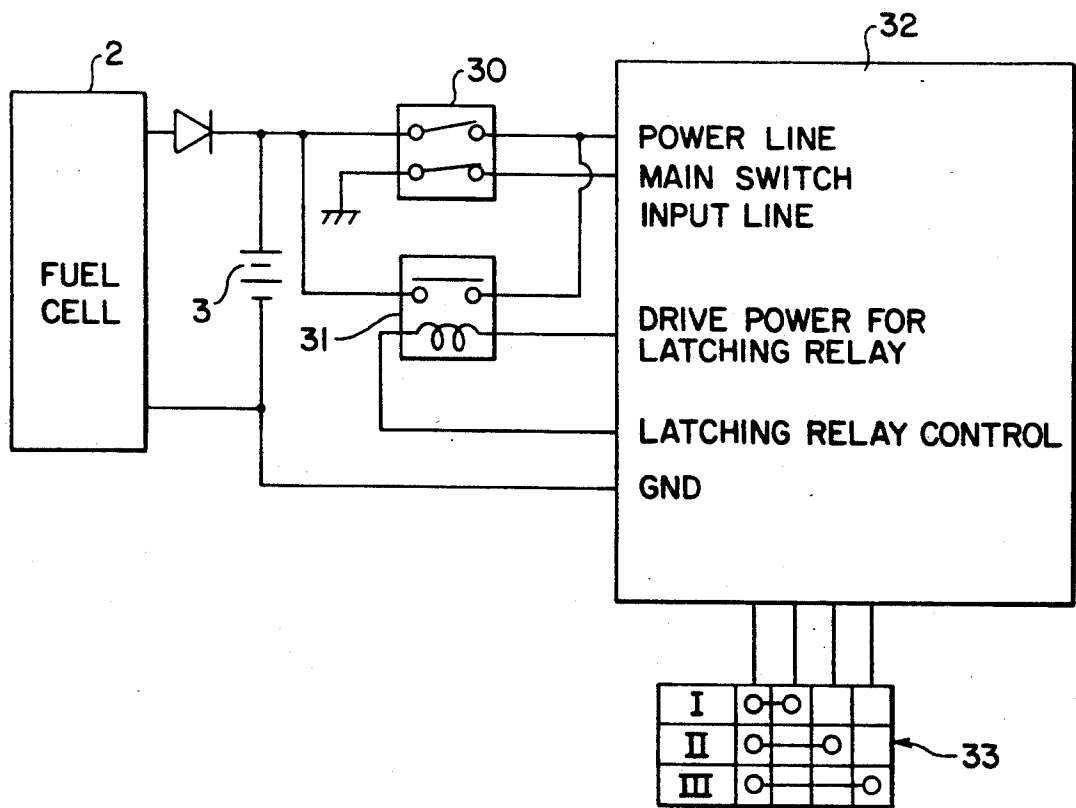 2
30
32
FUEL
CELL
3
31
POWER LINE
MAIN SWITCH
INPUT LINE
DRIVE POWER FOR
LATCHING RELAY
LATCHING RELAY CONTROL
GND
I
II
III
33